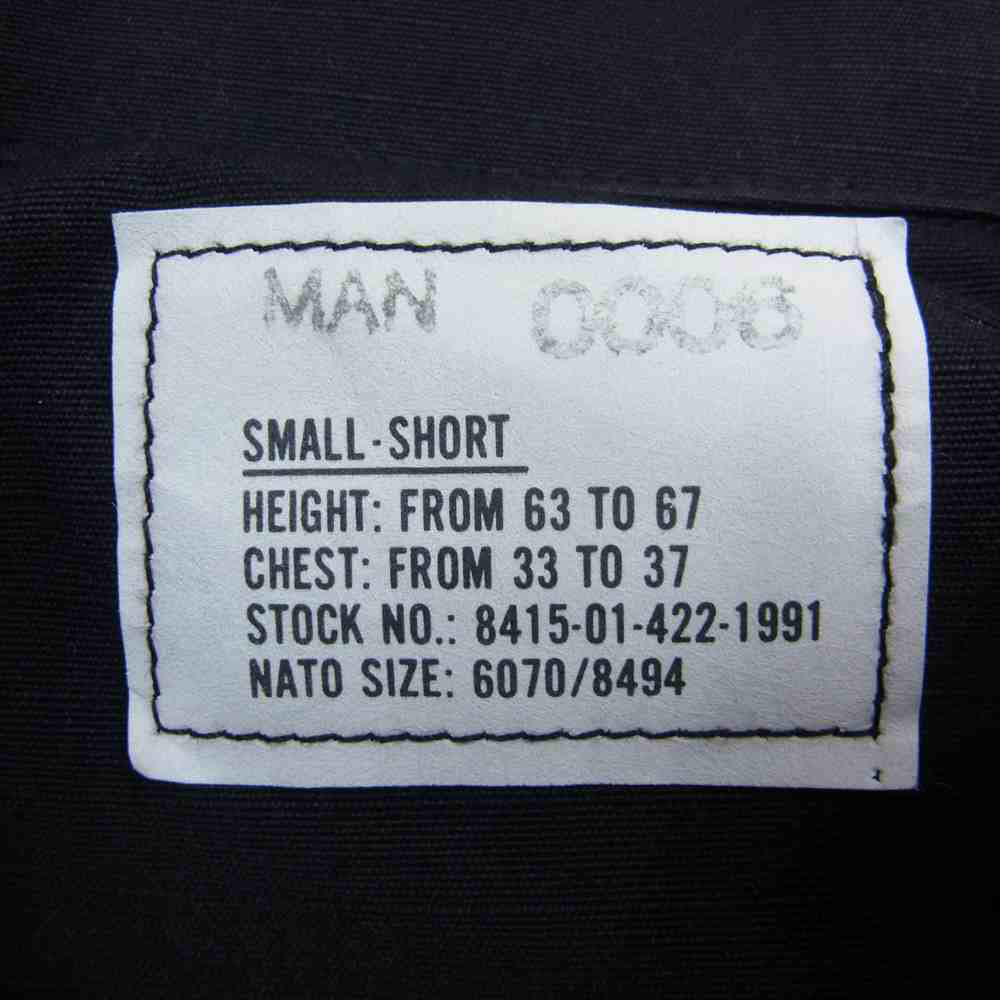 MAN 0006
SMALL-SHORT
HEIGHT: FROM 63 TO 67
CHEST: FROM 33 TO 37
STOCK NO.: 8415-01-422-1991
NATO SIZE: 6070/8494